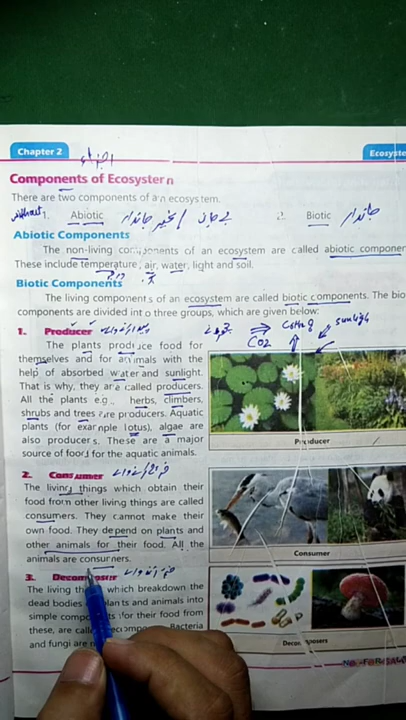 Chapter 2
Ecosyste
اجزاء
Components of Ecosystem
There are two components of an ecosystem.
without 1. Abiotic بے جان / غیر جاندار 2. Biotic جاندار
Abiotic Components
The non-living components of an ecosystem are called abiotic componen
These include temperature, air, water, light and soil.
Biotic Components
The living components of an ecosystem are called biotic components. The bio
components are divided into three groups, which are given below:
1. Producer
The plants produce food for
themselves and for animals with the
help of absorbed water and sunlight.
That is why, they are called producers.
All the plants e.g., herbs, climbers,
shrubs and trees are producers. Aquatic
plants (for example lotus), algae are
also producers. These are a major
source of food for the aquatic animals.
CO2
sunligh
Producer
2. Consumer
The living things which obtain their
food from other living things are called
consumers. They cannot make their
own food. They depend on plants and
other animals for their food. All the
animals are consumers.
Consumer
3. Decomposer
The living which breakdown the
dead bodies plants and animals into
simple for their food from
these, are Bacteria
and fungi are
Decomposers